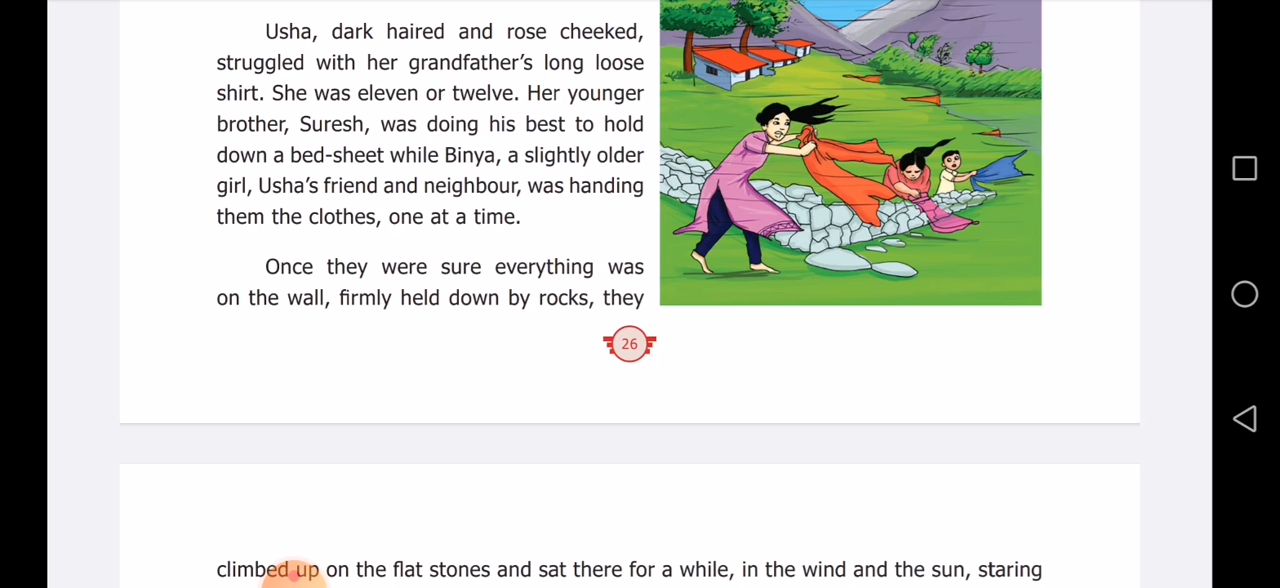 Usha, dark haired and rose cheeked,
struggled with her grandfather's long loose
shirt. She was eleven or twelve. Her younger
brother, Suresh, was doing his best to hold
down a bed-sheet while Binya, a slightly older
girl, Usha's friend and neighbour, was handing
them the clothes, one at a time.
Once they were sure everything was
on the wall, firmly held down by rocks, they
26
climbed up on the flat stones and sat there for a while, in the wind and the sun, staring